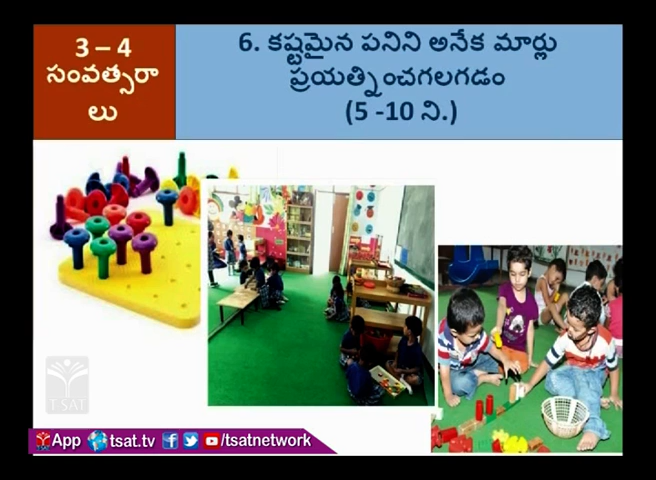 3 – 4
సంవత్సరా
లు
6. కష్టమైన పనిని అనేక మార్లు
ప్రయత్నించగలగడం
(5 -10 ని.)
T-SAT
App tsat.tv /tsatnetwork